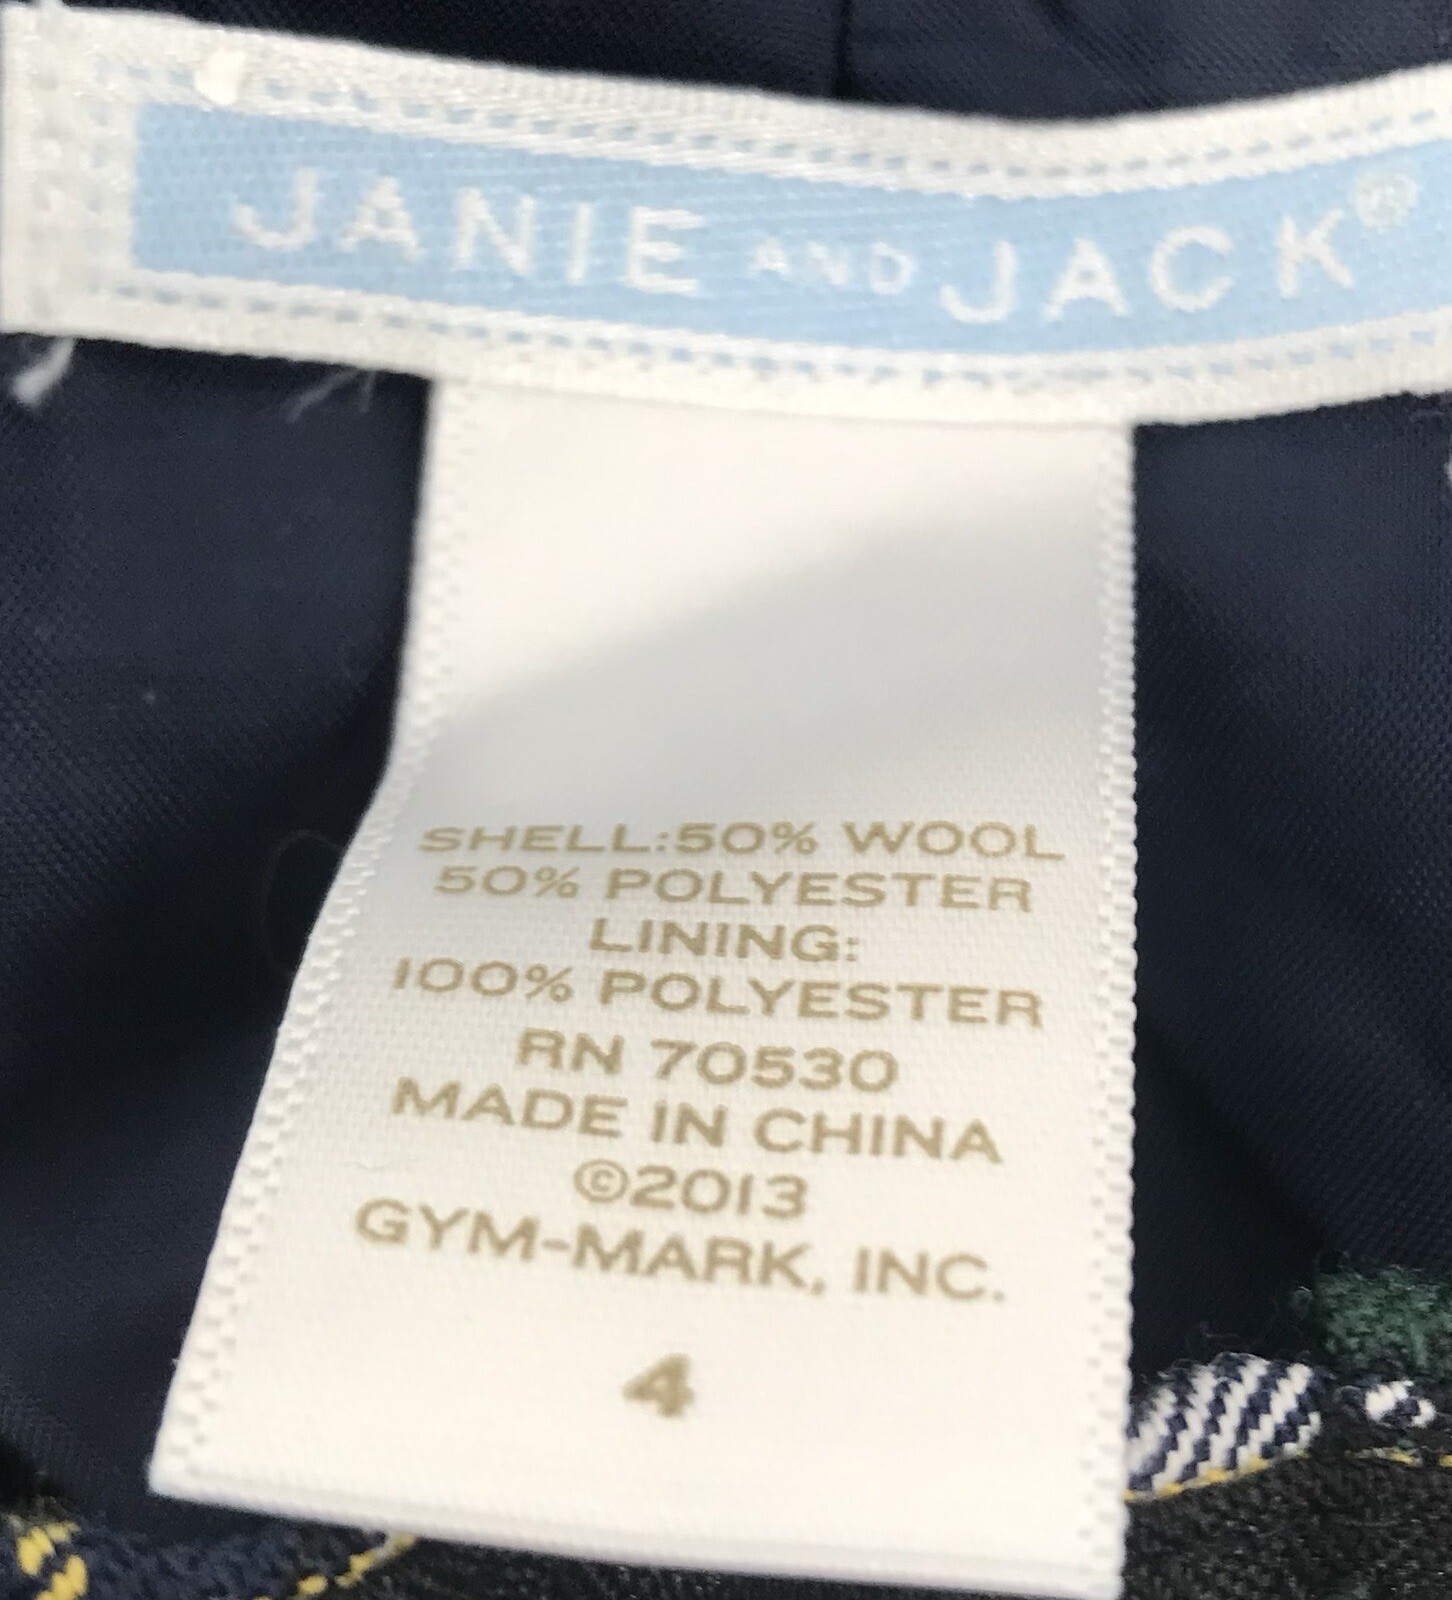 JANIE AND JACK®
SHELL:50% WOOL
50% POLYESTER
LINING:
100% POLYESTER
RN 70530
MADE IN CHINA
©2013
GYM-MARK, INC.
4